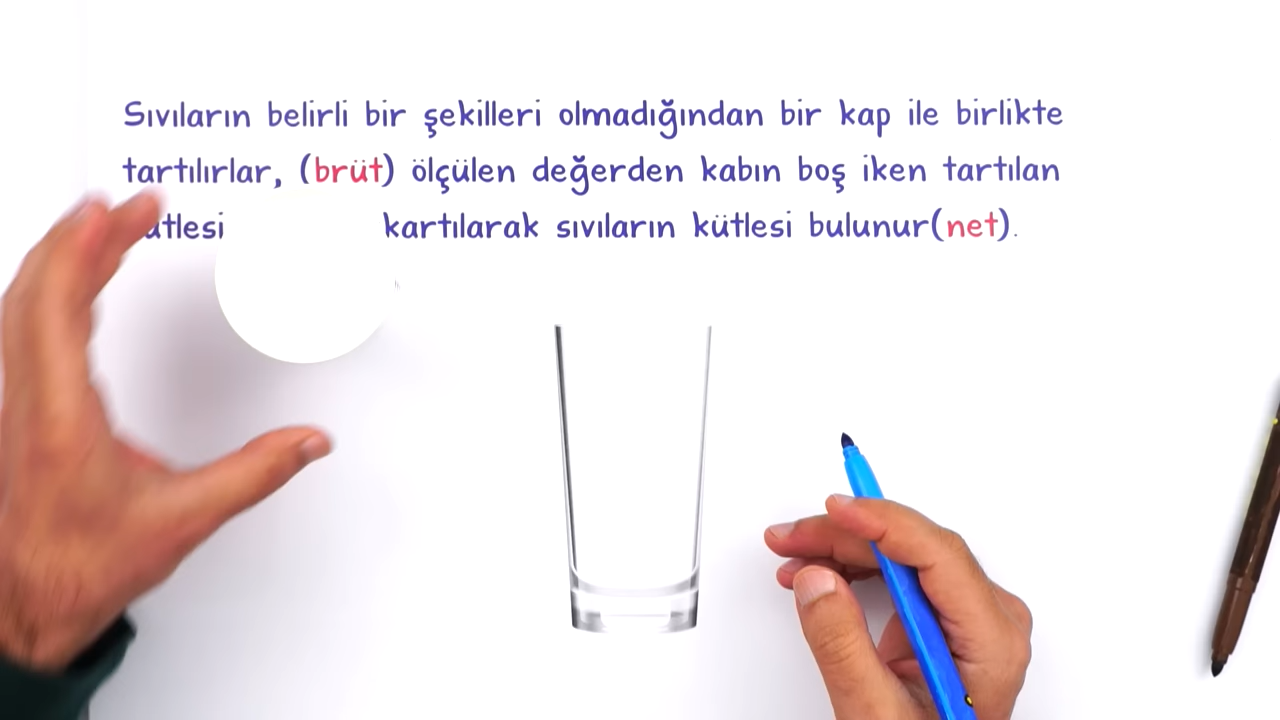 Sıvıların belirli bir şekilleri olmadığından bir kap ile birlikte
tartılırlar, (brüt) ölçülen değerden kabın boş iken tartılan
kartılarak sıvıların kütlesi bulunur(net).